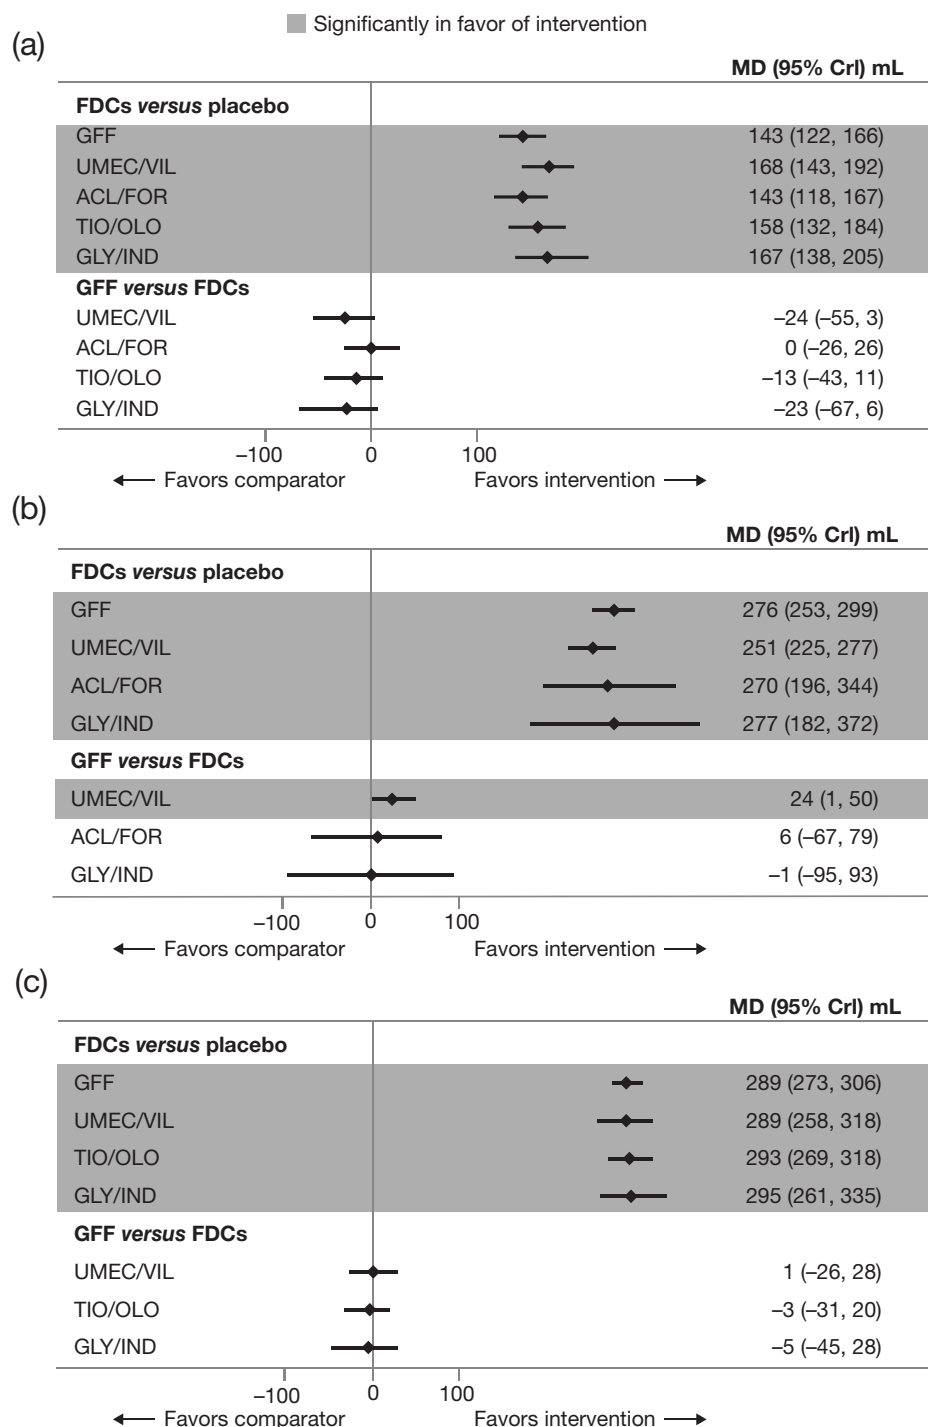 Significantly in favor of intervention
(a)
MD (95% Crl) mL
FDCs versus placebo
GFF 143 (122, 166)
UMEC/VIL 168 (143, 192)
ACL/FOR 143 (118, 167)
TIO/OLO 158 (132, 184)
GLY/IND 167 (138, 205)
GFF versus FDCs
UMEC/VIL –24 (–55, 3)
ACL/FOR 0 (–26, 26)
TIO/OLO –13 (–43, 11)
GLY/IND –23 (–67, 6)
–100 0 100
Favors comparator Favors intervention
(b)
MD (95% Crl) mL
FDCs versus placebo
GFF 276 (253, 299)
UMEC/VIL 251 (225, 277)
ACL/FOR 270 (196, 344)
GLY/IND 277 (182, 372)
GFF versus FDCs
UMEC/VIL 24 (1, 50)
ACL/FOR 6 (–67, 79)
GLY/IND –1 (–95, 93)
–100 0 100
Favors comparator Favors intervention
(c)
MD (95% Crl) mL
FDCs versus placebo
GFF 289 (273, 306)
UMEC/VIL 289 (258, 318)
TIO/OLO 293 (269, 318)
GLY/IND 295 (261, 335)
GFF versus FDCs
UMEC/VIL 1 (–26, 28)
TIO/OLO –3 (–31, 20)
GLY/IND –5 (–45, 28)
–100 0 100
Favors comparator Favors intervention